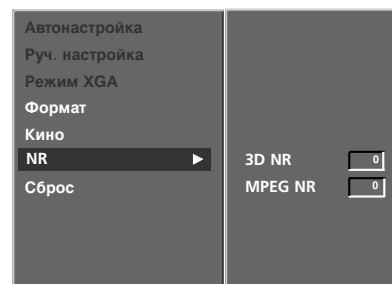 Автонастройка
Руч. настройка
Режим XGA
Формат
Кино
NR
Сброс
3D NR 0
MPEG NR 0